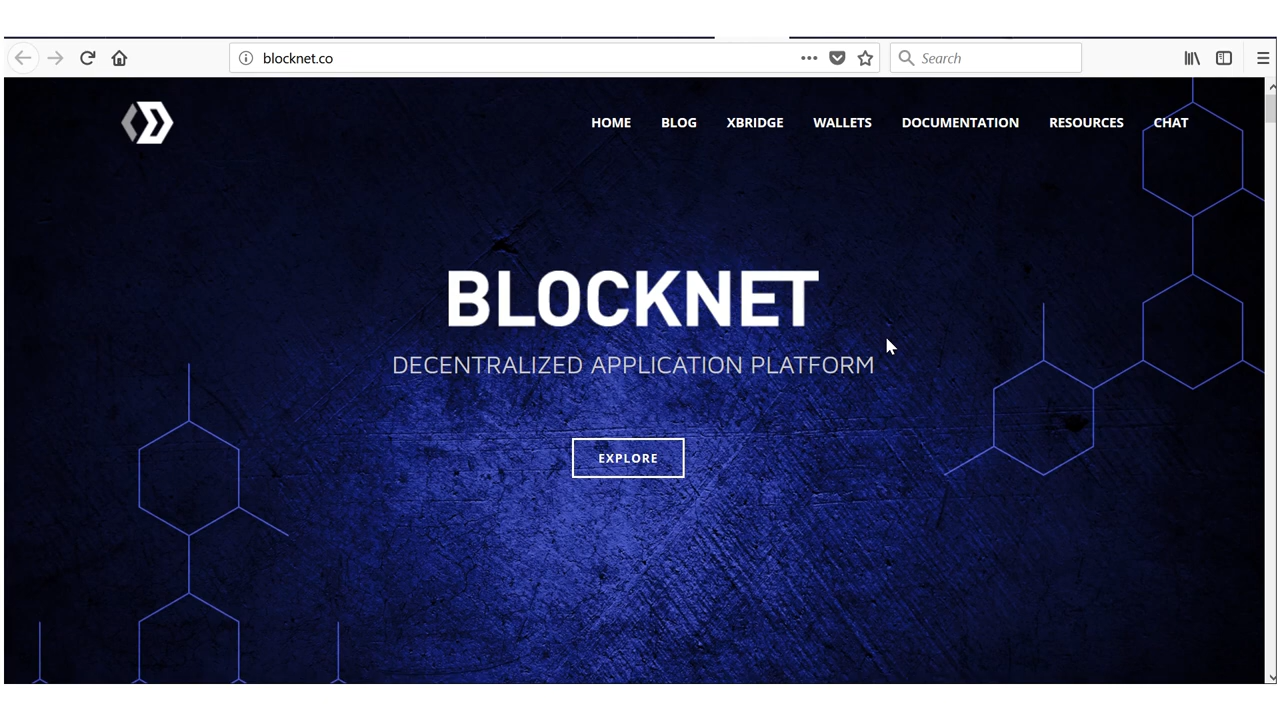 blocknet.co
Search
HOME BLOG XBRIDGE WALLETS DOCUMENTATION RESOURCES CHAT
BLOCKNET
DECENTRALIZED APPLICATION PLATFORM
EXPLORE